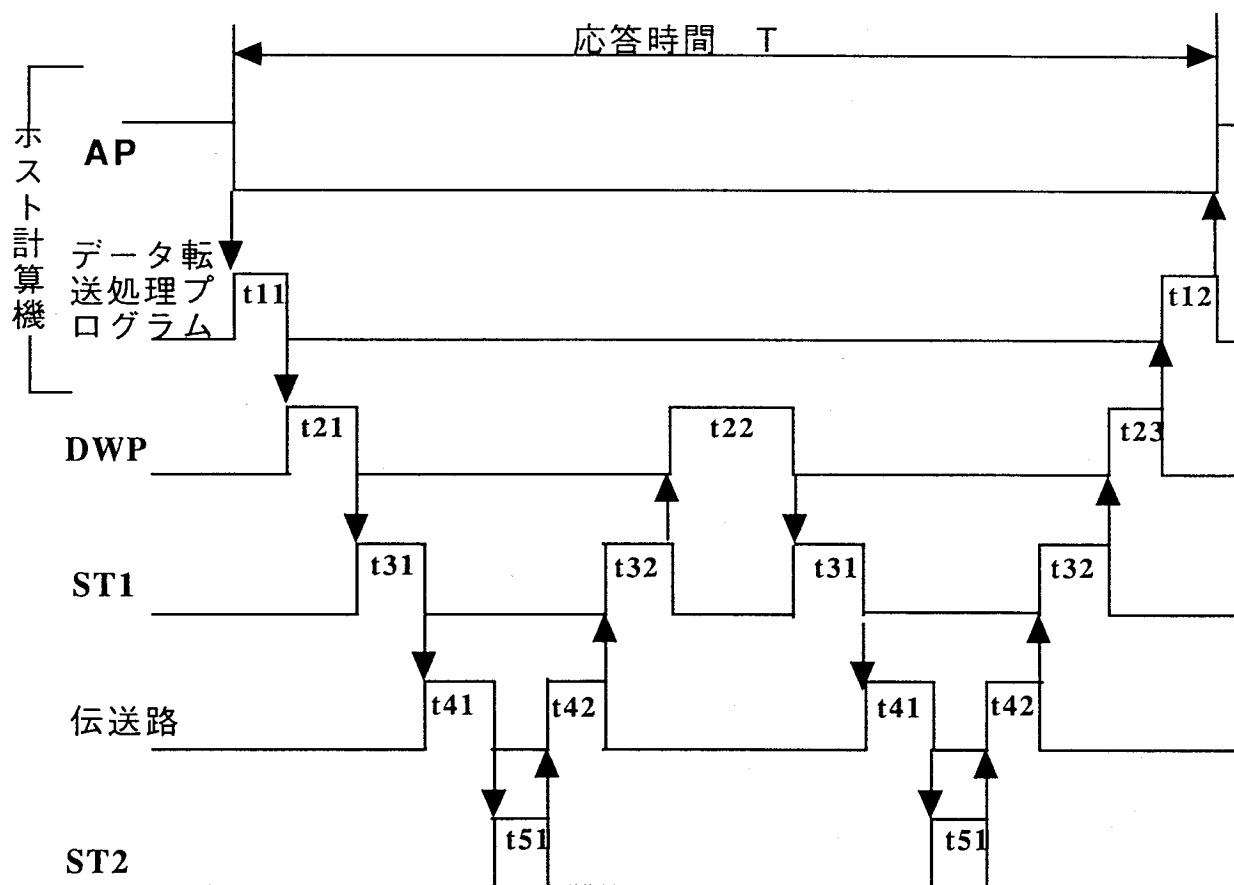 応答時間 T
ホスト計算機
AP
データ転
送処理プ
ログラム
t11
t12
DWP
t21
t22
t23
ST1
t31
t32
t31
t32
伝送路
t41
t42
t41
t42
ST2
t51
t51